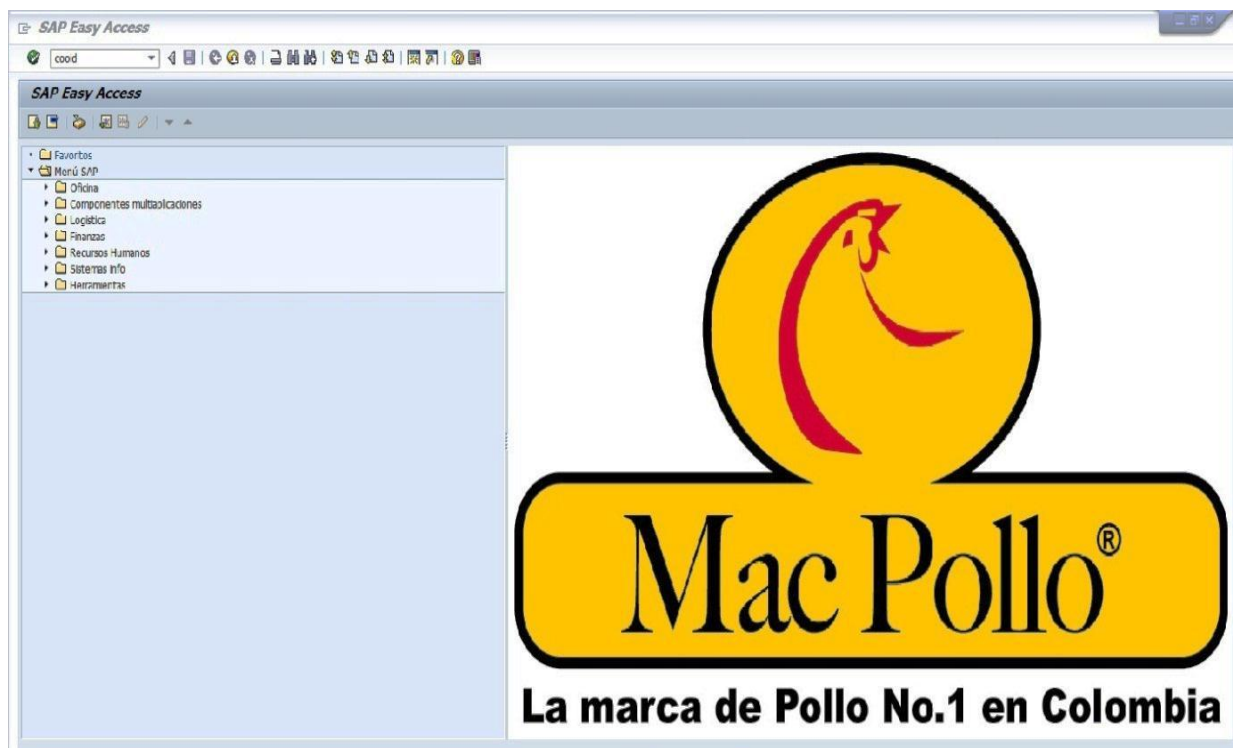 SAP Easy Access
cood
SAP Easy Access
Favoritos
Menú SAP
Oficina
Componentes multiaplicaciones
Logística
Finanzas
Recursos Humanos
Sistemas info
Herramientas
Mac Pollo®
La marca de Pollo No.1 en Colombia